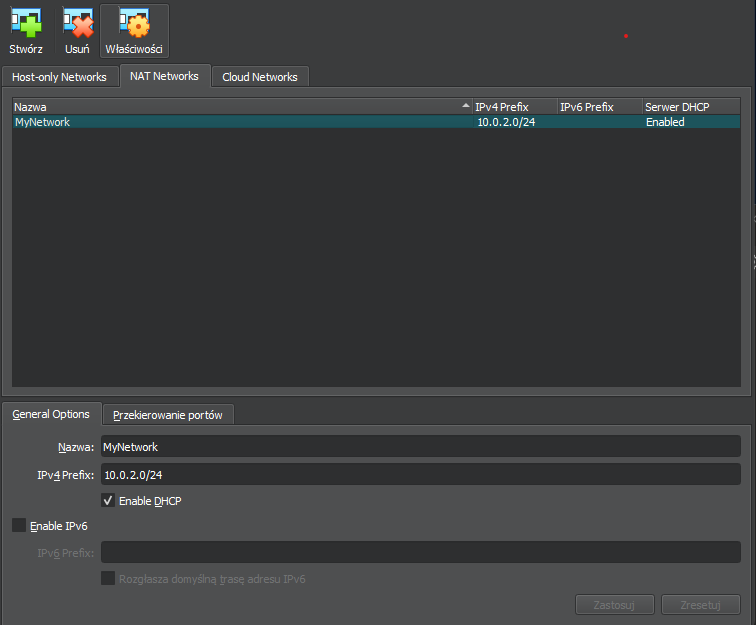 Stwórz Usuń Właściwości
Host-only Networks NAT Networks Cloud Networks
Nazwa IPv4 Prefix IPv6 Prefix Serwer DHCP
MyNetwork 10.0.2.0/24 Enabled
General Options Przekierowanie portów
Nazwa: MyNetwork
IPv4 Prefix: 10.0.2.0/24
Enable DHCP
Enable IPv6
IPv6 Prefix:
Rozgłasza domyślną trasę adresu IPv6
Zastosuj Zresetuj